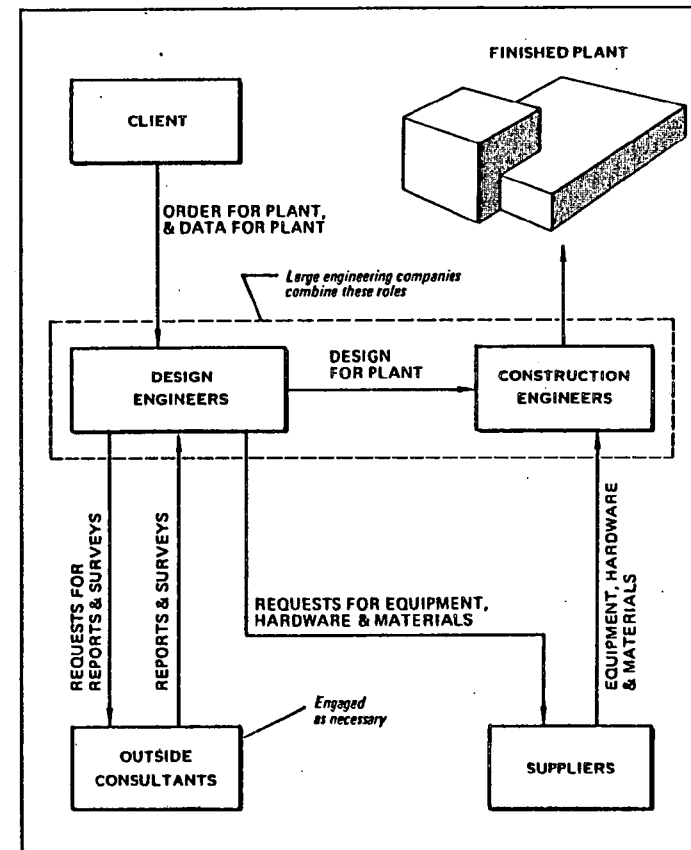 FINISHED PLANT
CLIENT
ORDER FOR PLANT,
& DATA FOR PLANT
Large engineering companies
combine these roles
DESIGN
ENGINEERS
DESIGN
FOR PLANT
CONSTRUCTION
ENGINEERS
REQUESTS FOR
REPORTS & SURVEYS
REPORTS & SURVEYS
REQUESTS FOR EQUIPMENT,
HARDWARE & MATERIALS
EQUIPMENT, HARDWARE
& MATERIALS
Engaged
as necessary
OUTSIDE
CONSULTANTS
SUPPLIERS